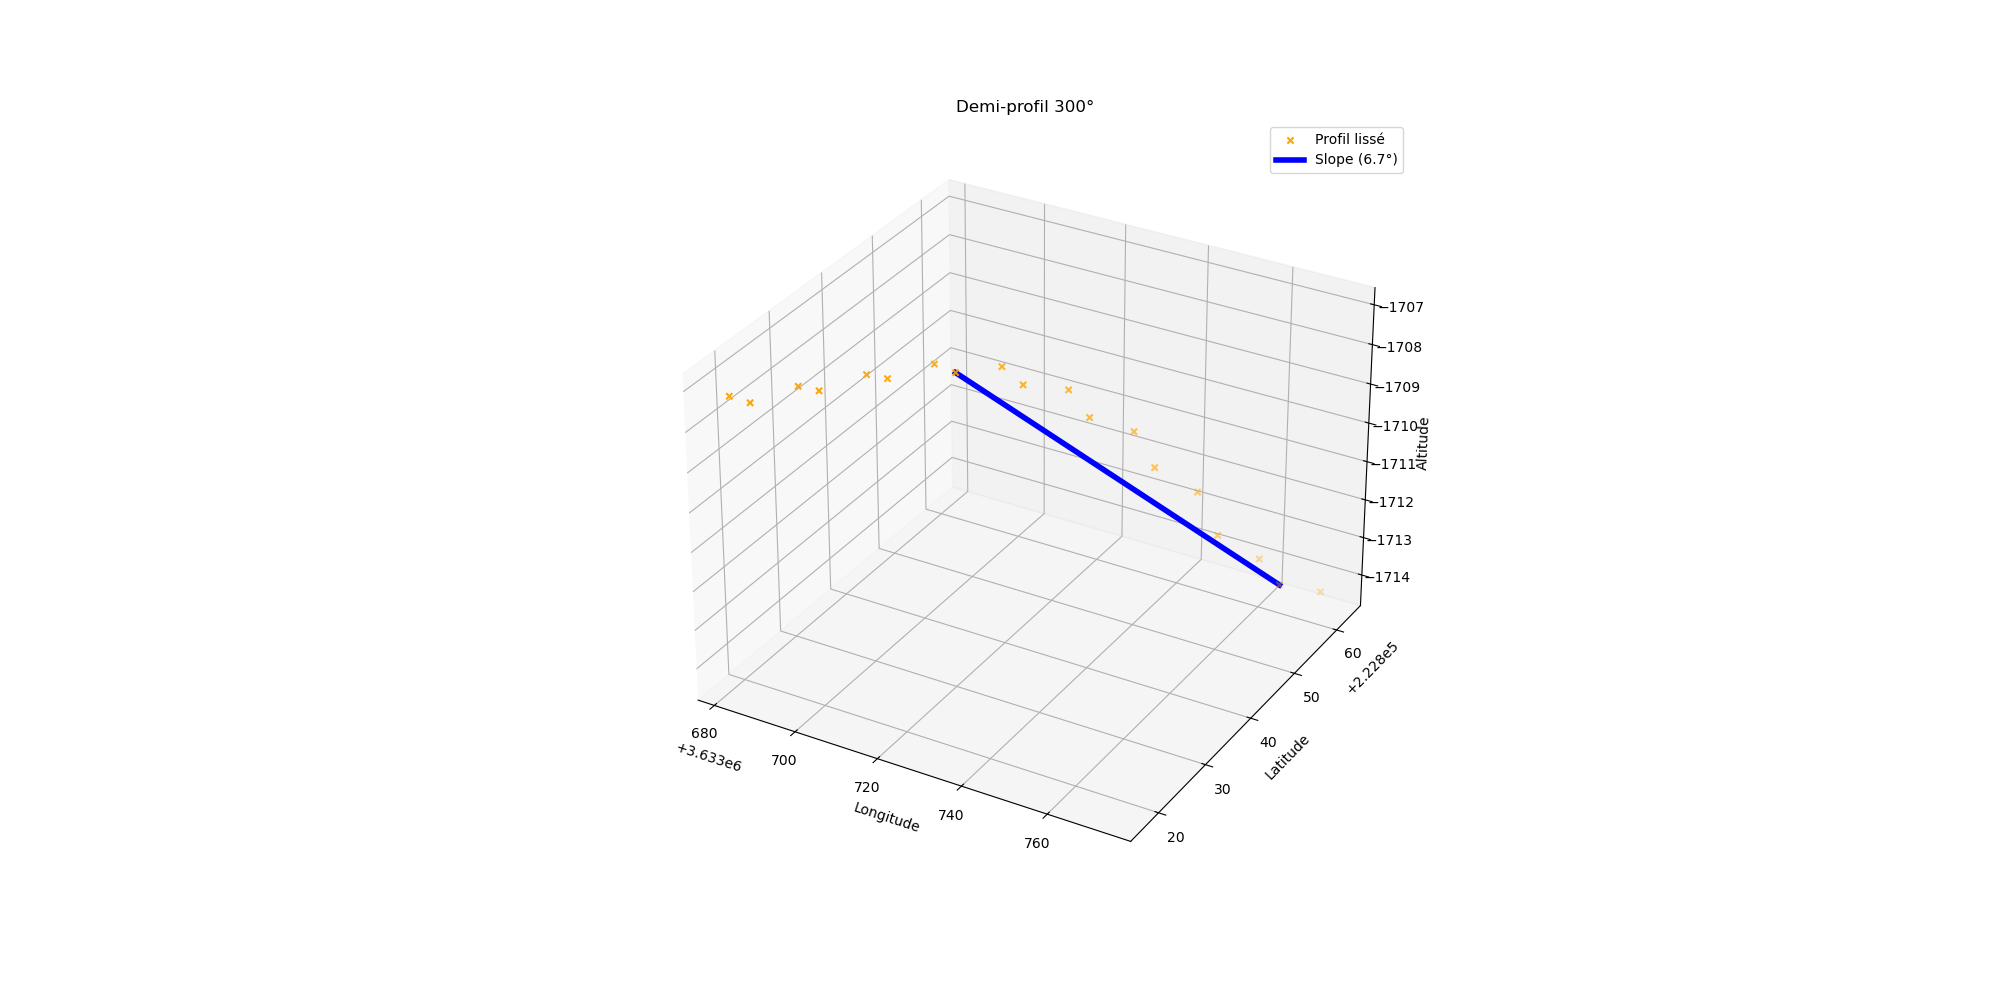 Demi-profil 300°
Profil lissé
Slope (6.7°)
−1707
−1708
−1709
−1710
−1711
−1712
−1713
−1714
Altitude
60
50
40
30
20
+2.228e5
Latitude
680
700
720
740
760
+3.633e6
Longitude